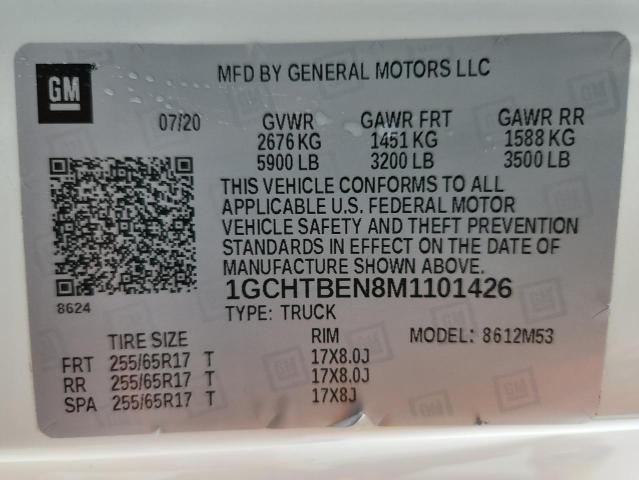 GM
MFD BY GENERAL MOTORS LLC
07/20 GVWR GAWR FRT GAWR RR
2676 KG 1451 KG 1588 KG
5900 LB 3200 LB 3500 LB
THIS VEHICLE CONFORMS TO ALL
APPLICABLE U.S. FEDERAL MOTOR
VEHICLE SAFETY AND THEFT PREVENTION
STANDARDS IN EFFECT ON THE DATE OF
MANUFACTURE SHOWN ABOVE.
8624 1GCHTBEN8M1101426
TYPE: TRUCK
TIRE SIZE RIM MODEL: 8612M53
FRT 255/65R17 T 17X8.0J
RR 255/65R17 T 17X8.0J
SPA 255/65R17 T 17X8J